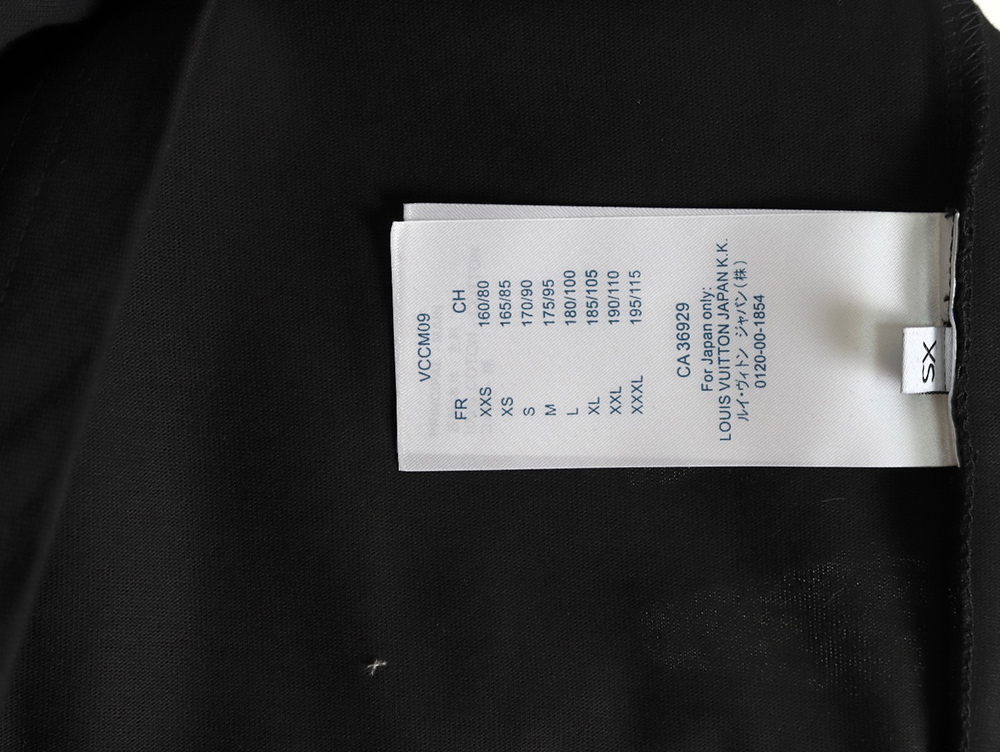 VCCM09
FR CH
XXS 160/80
XS 165/85
S 170/90
M 175/95
L 180/100
XL 185/105
XXL 190/110
XXXL 195/115
CA 36929
For Japan only:
LOUIS VUITTON JAPAN K.K.
ルイ・ヴィトン ジャパン(株)
0120-00-1854
XS